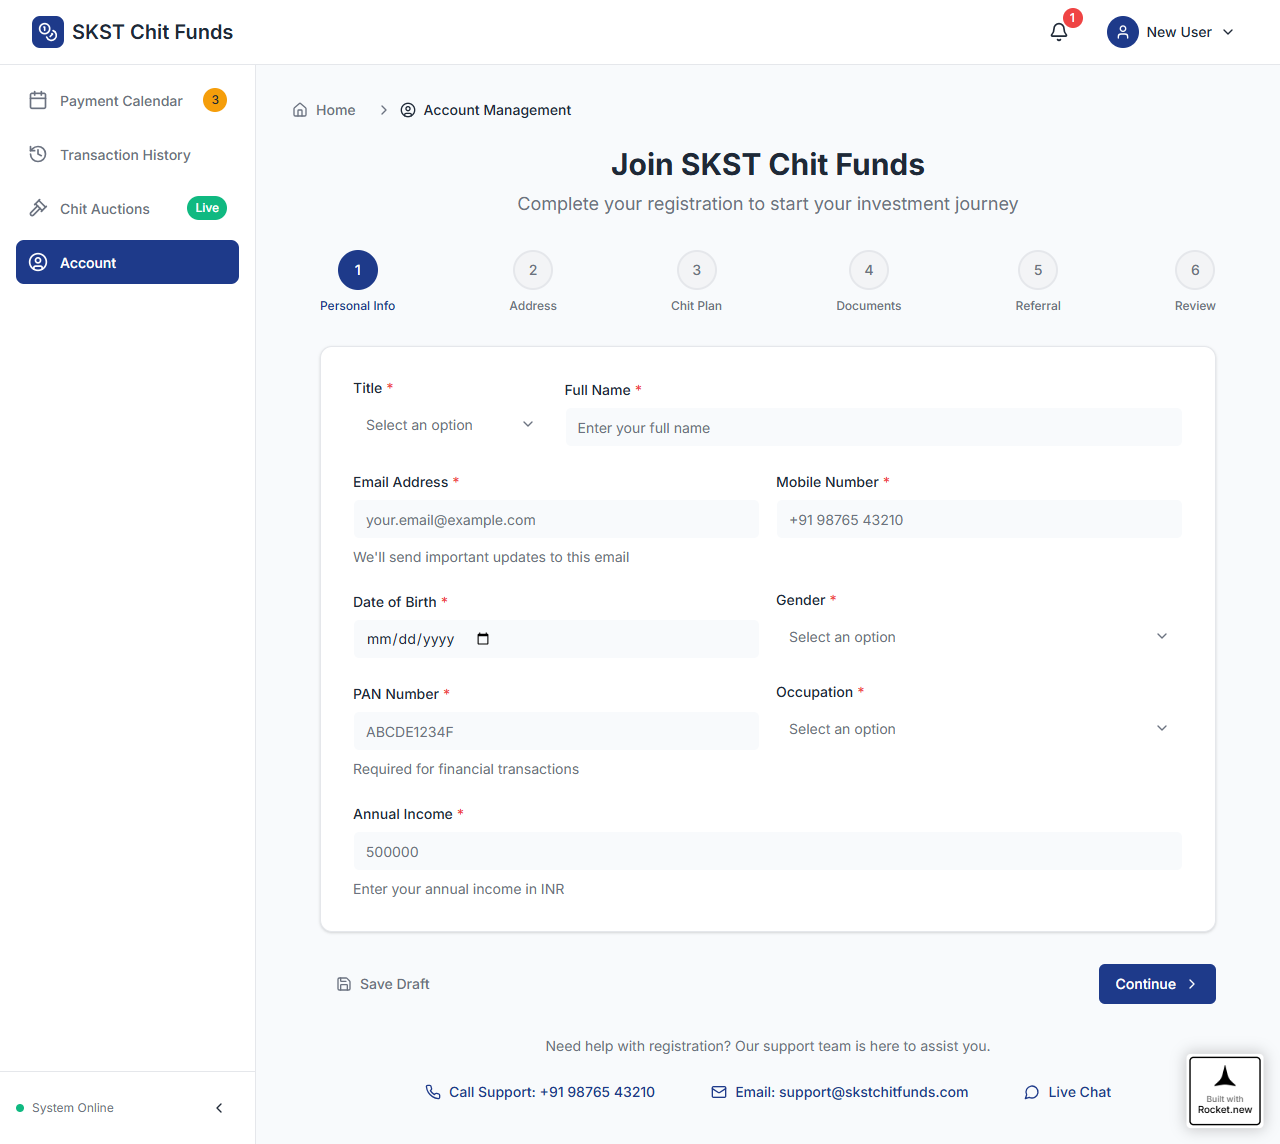 SKST Chit Funds
1
New User
Payment Calendar 3
Transaction History
Chit Auctions Live
Account
Home
Account Management
Join SKST Chit Funds
Complete your registration to start your investment journey
1 2 3 4 5 6
Personal Info Address Chit Plan Documents Referral Review
Title * Full Name *
Select an option Enter your full name
Email Address * Mobile Number *
your.email@example.com +91 98765 43210
We'll send important updates to this email
Date of Birth * Gender *
mm/dd/yyyy Select an option
PAN Number * Occupation *
ABCDE1234F Select an option
Required for financial transactions
Annual Income *
500000
Enter your annual income in INR
Save Draft Continue
Need help with registration? Our support team is here to assist you.
Call Support: +91 98765 43210 Email: support@skstchitfunds.com Live Chat
System Online
Built with
Rocket.new